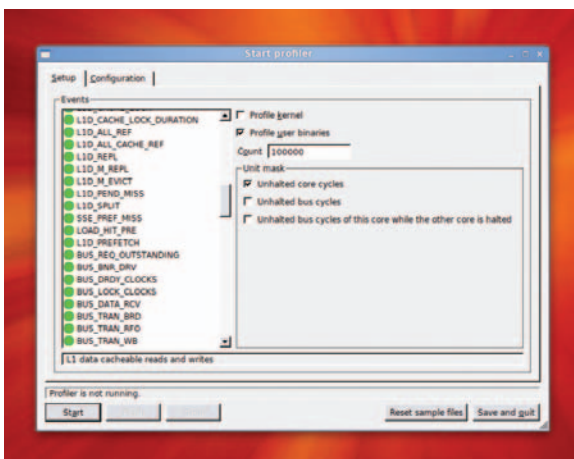 Start profiler
Setup
Configuration
Events
L1D_CACHE_LOCK_DURATION
L1D_ALL_REF
L1D_ALL_CACHE_REF
L1D_REPL
L1D_M_REPL
L1D_M_EVICT
L1D_PEND_MISS
L1D_SPLIT
SSE_PREF_MISS
LOAD_HIT_PRE
L1D_PREFETCH
BUS_REQ_OUTSTANDING
BUS_BNR_DRV
BUS_DRDY_CLOCKS
BUS_LOCK_CLOCKS
BUS_DATA_RCV
BUS_TRAN_BRD
BUS_TRAN_RFO
BUS_TRAN_WB
Profile kernel
Profile user binaries
Count 100000
Unit mask
Unhalted core cycles
Unhalted bus cycles
Unhalted bus cycles of this core while the other core is halted
L1 data cacheable reads and writes
Profiler is not running.
Start
Reset sample files
Save and quit